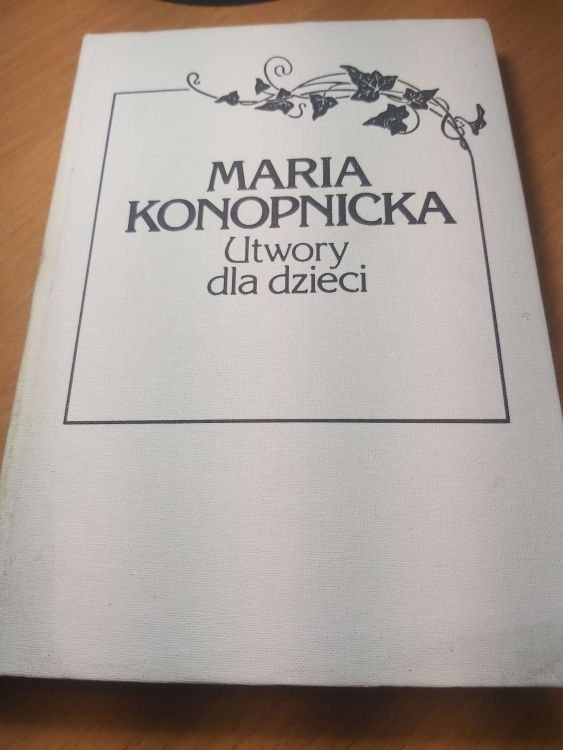 MARIA
KONOPNICKA
Utwory
dla dzieci